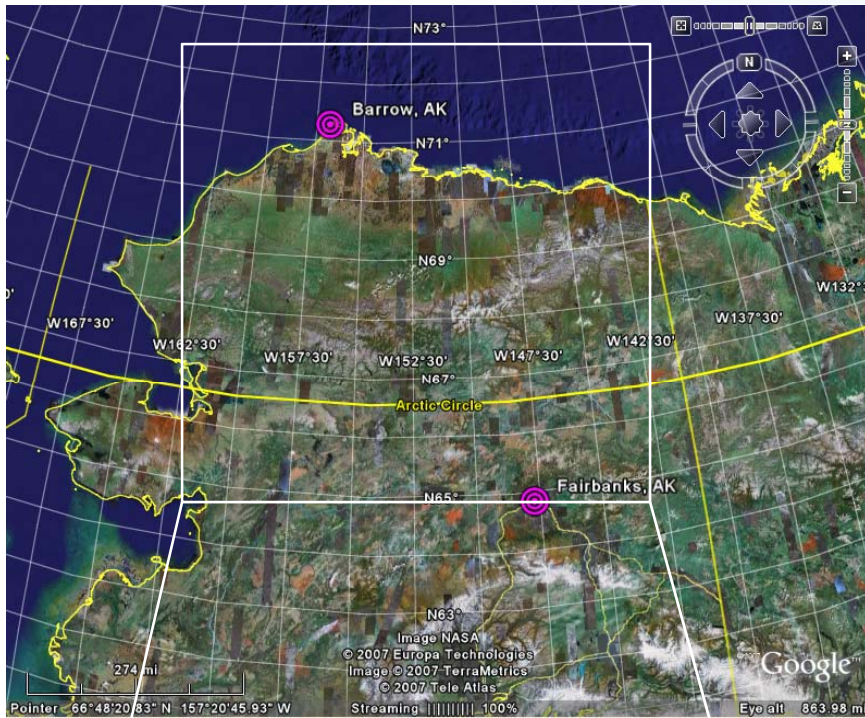 N73°
N
Barrow, AK
N71°
N69°
W132°3
W167°30'
W162°30'
W157°30'
W152°30'
W147°30'
W142°30'
W137°30'
N67°
Arctic Circle
Fairbanks, AK
N65°
N63°
Image NASA
© 2007 Europa Technologies
Image © 2007 TerraMetrics
© 2007 Tele Atlas
274 mi
Google
Pointer 66°48'20.83" N 157°20'45.93" W Streaming 100% Eye alt 863.98 m